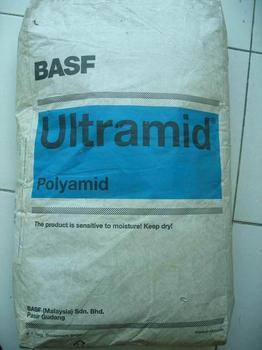 BASF
Ultramid®
Polyamid
The product is sensitive to moisture! Keep dry!
BASF (Malaysia) Sdn. Bhd.
Pasir Gudang